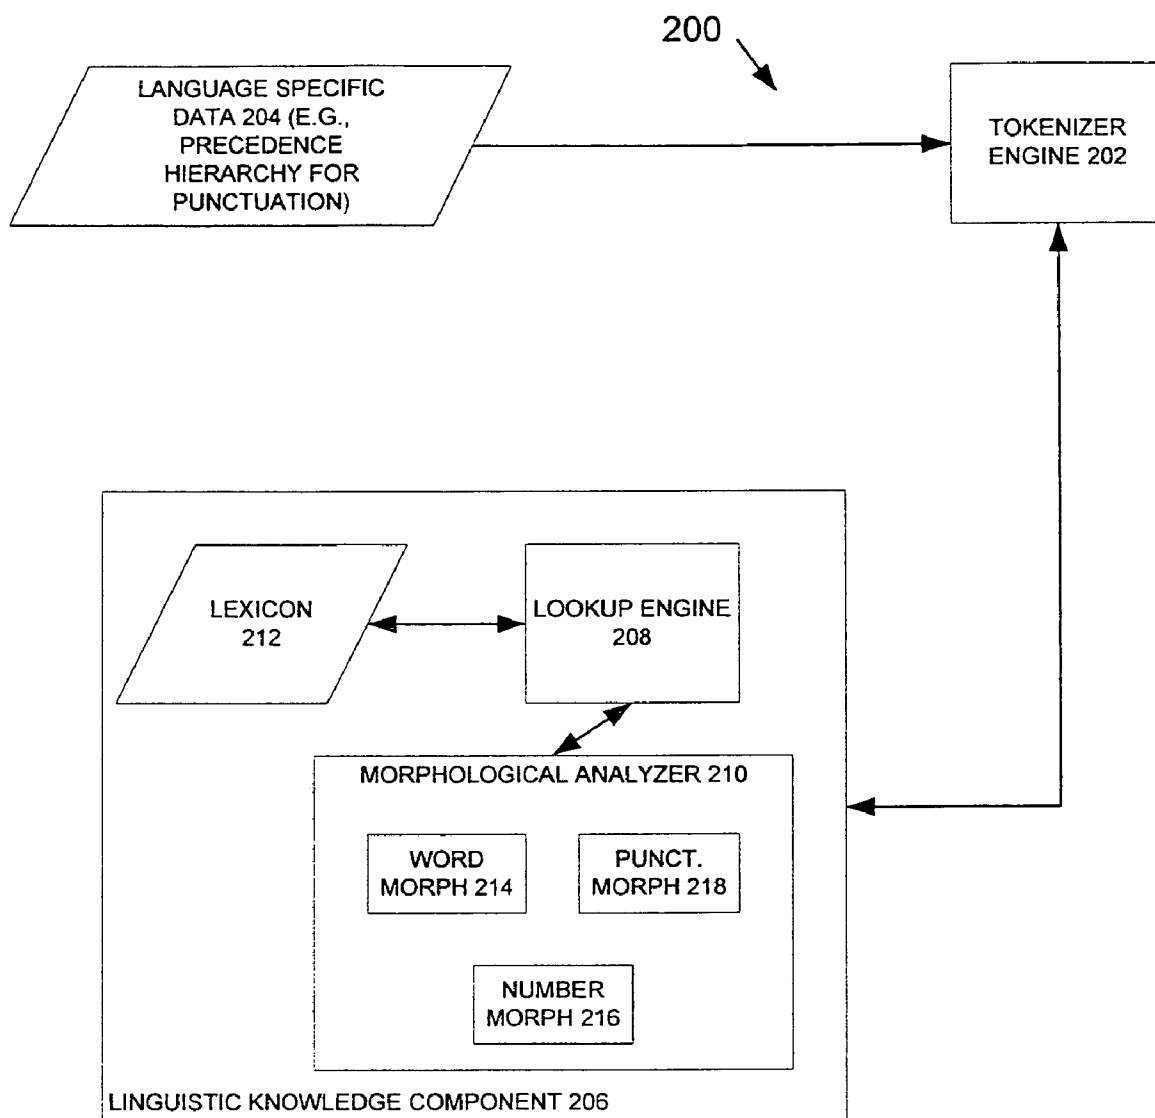 200
LANGUAGE SPECIFIC
DATA 204 (E.G.,
PRECEDENCE
HIERARCHY FOR
PUNCTUATION)
TOKENIZER
ENGINE 202
LEXICON
212
LOOKUP ENGINE
208
MORPHOLOGICAL ANALYZER 210
WORD
MORPH 214
PUNCT.
MORPH 218
NUMBER
MORPH 216
LINGUISTIC KNOWLEDGE COMPONENT 206